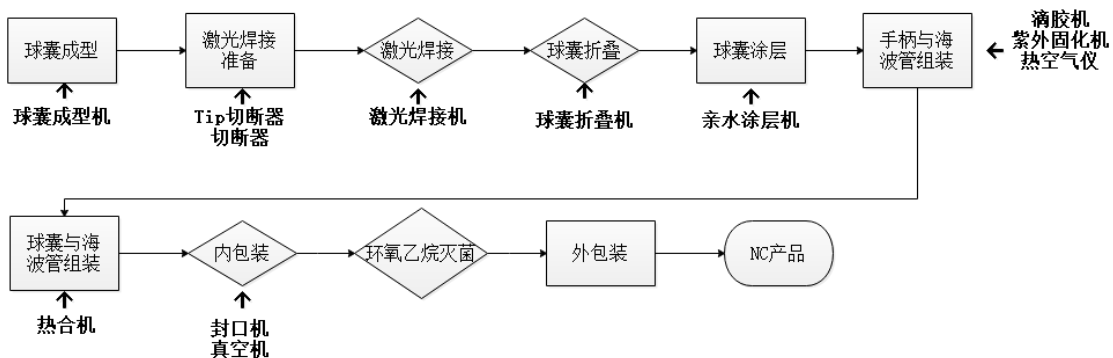 球囊成型
激光焊接
准备
激光焊接
球囊折叠
球囊涂层
手柄与海
波管组装
滴胶机
紫外固化机
热空气仪
球囊成型机
Tip切断器
切断器
激光焊接机
球囊折叠机
亲水涂层机
球囊与海
波管组装
内包装
环氧乙烷灭菌
外包装
NC产品
热合机
封口机
真空机